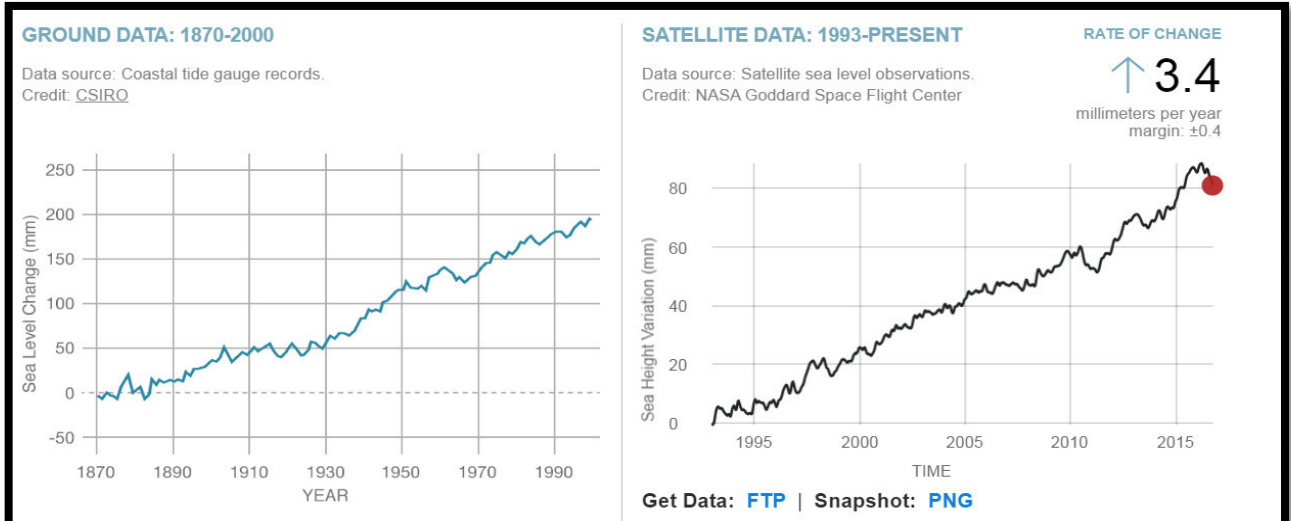 GROUND DATA: 1870-2000
Data source: Coastal tide gauge records.
Credit: CSIRO
250
200
150
100
50
0
-50
Sea Level Change (mm)
1870 1890 1910 1930 1950 1970 1990
YEAR
SATELLITE DATA: 1993-PRESENT
Data source: Satellite sea level observations.
Credit: NASA Goddard Space Flight Center
RATE OF CHANGE
↑ 3.4
millimeters per year
margin: ±0.4
80
60
40
20
0
Sea Height Variation (mm)
1995 2000 2005 2010 2015
TIME
Get Data: FTP | Snapshot: PNG